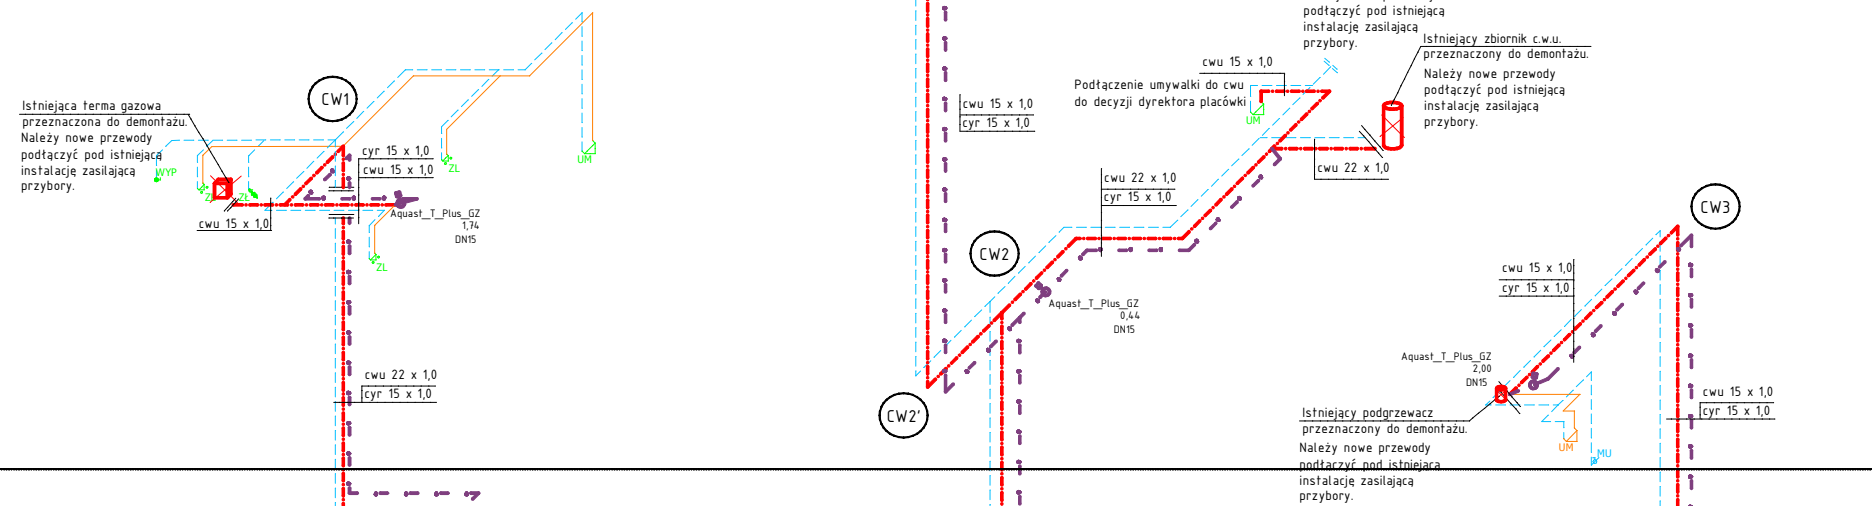 CW1
Istniejąca terma gazowa
przeznaczona do demontażu.
Należy nowe przewody
podłączyć pod istniejącą
instalację zasilającą
przybory.
WYP
ZŁ
UM
ZL
cyr 15 x 1,0
cwu 15 x 1,0
cwu 15 x 1,0
Aquast_T_Plus_GZ
1,74
DN15
ZL
cwu 22 x 1,0
cyr 15 x 1,0
podłączyć pod istniejącą
instalację zasilającą
przybory.
Istniejący zbiornik c.w.u.
przeznaczony do demontażu.
Należy nowe przewody
podłączyć pod istniejącą
instalację zasilającą
przybory.
cwu 15 x 1,0
Podłączenie umywalki do cwu
do decyzji dyrektora placówki
UM
cwu 15 x 1,0
cyr 15 x 1,0
cwu 22 x 1,0
cwu 22 x 1,0
cyr 15 x 1,0
CW2
Aquast_T_Plus_GZ
0,44
DN15
CW2'
CW3
cwu 15 x 1,0
cyr 15 x 1,0
Aquast_T_Plus_GZ
2,00
DN15
cwu 15 x 1,0
cyr 15 x 1,0
Istniejący podgrzewacz
przeznaczony do demontażu.
Należy nowe przewody
podłączyć pod istniejącą
instalację zasilającą
przybory.
UM
MU